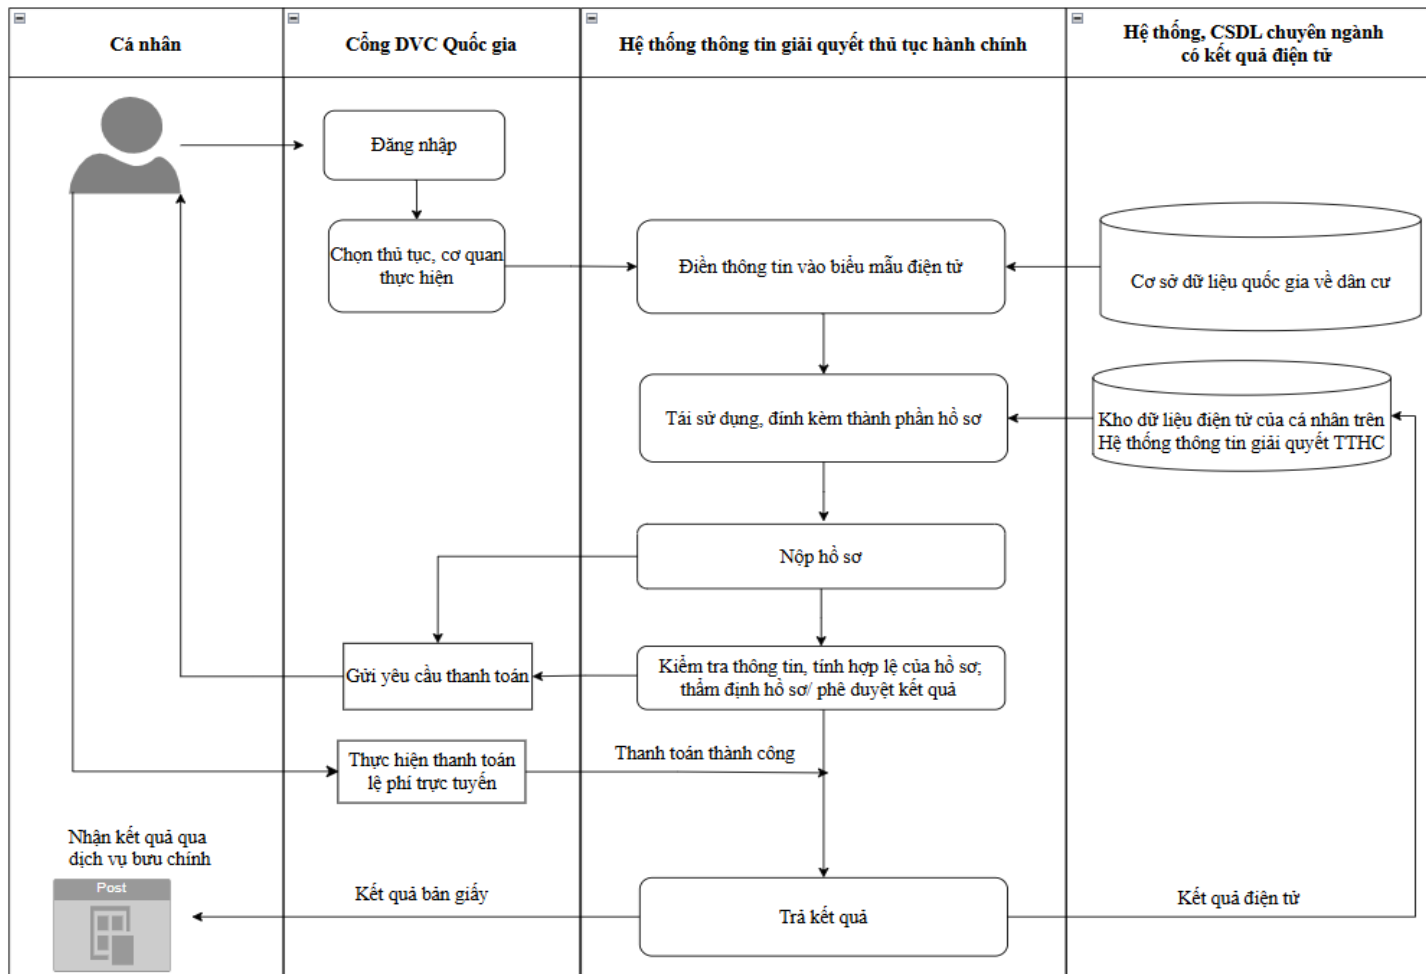 Cá nhân
Cổng DVC Quốc gia
Hệ thống thông tin giải quyết thủ tục hành chính
Hệ thống, CSDL chuyên ngành
có kết quả điện tử
Đăng nhập
Chọn thủ tục, cơ quan
thực hiện
Điền thông tin vào biểu mẫu điện tử
Cơ sở dữ liệu quốc gia về dân cư
Tái sử dụng, đính kèm thành phần hồ sơ
Kho dữ liệu điện tử của cá nhân trên
Hệ thống thông tin giải quyết TTHC
Nộp hồ sơ
Gửi yêu cầu thanh toán
Kiểm tra thông tin, tính hợp lệ của hồ sơ;
thẩm định hồ sơ/ phê duyệt kết quả
Thực hiện thanh toán
lệ phí trực tuyến
Thanh toán thành công
Nhận kết quả qua
dịch vụ bưu chính
Post
Kết quả bản giấy
Trả kết quả
Kết quả điện tử